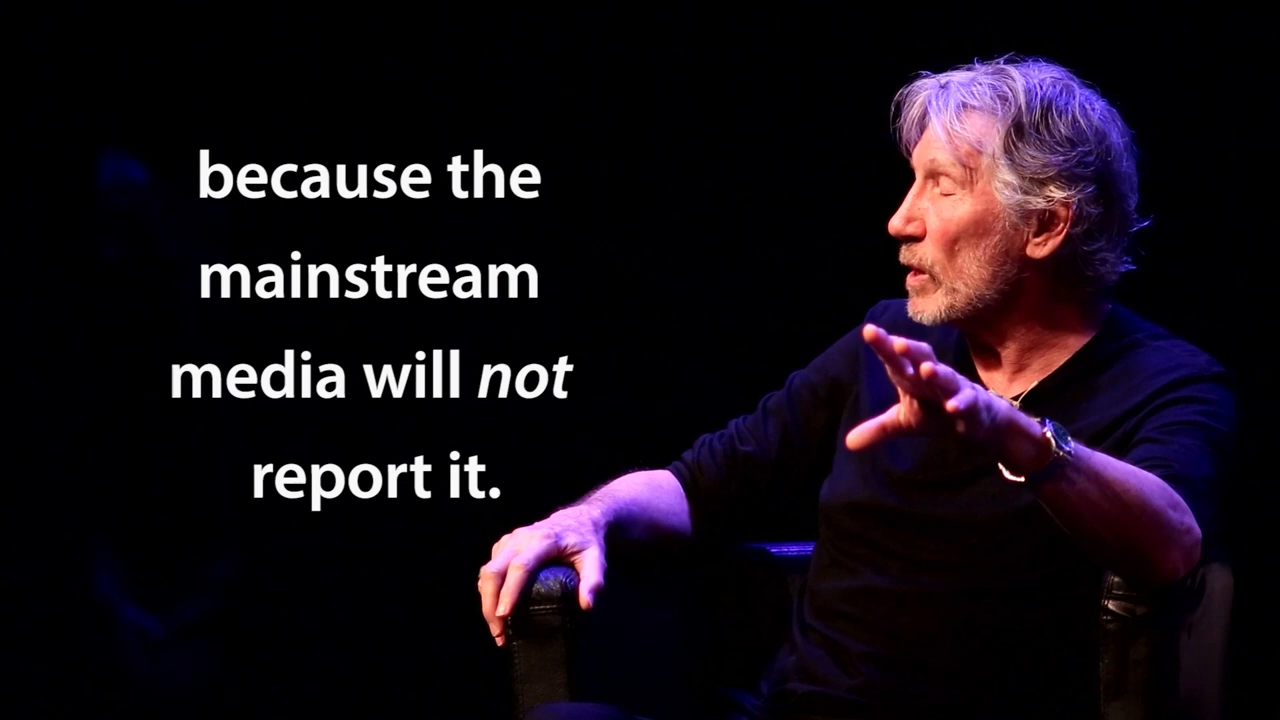 because the
mainstream
media will not
report it.